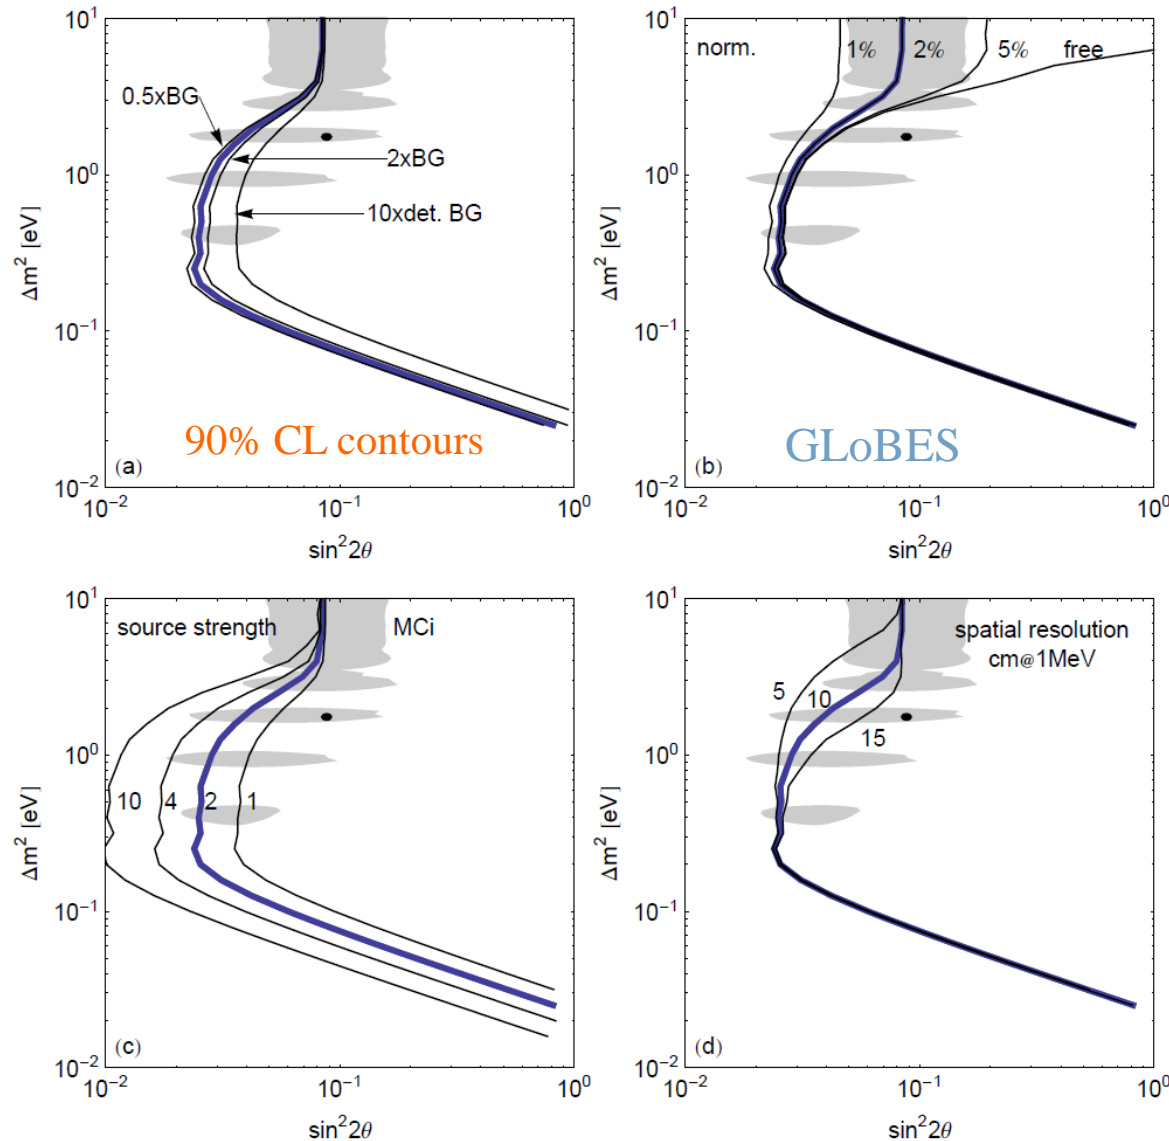 10¹
10⁰
10⁻¹
10⁻²
Δm² [eV]
0.5xBG
2xBG
10xdet. BG
90% CL contours
(a)
10⁻² 10⁻¹ 10⁰
sin²2θ
10¹
10⁰
10⁻¹
10⁻²
Δm² [eV]
norm. 1% 2% 5% free
GLoBES
(b)
10⁻² 10⁻¹ 10⁰
sin²2θ
10¹
10⁰
10⁻¹
10⁻²
Δm² [eV]
source strength MCi
10 4 2 1
(c)
10⁻² 10⁻¹ 10⁰
sin²2θ
10¹
10⁰
10⁻¹
10⁻²
Δm² [eV]
spatial resolution
cm@1MeV
5 10
15
(d)
10⁻² 10⁻¹ 10⁰
sin²2θ